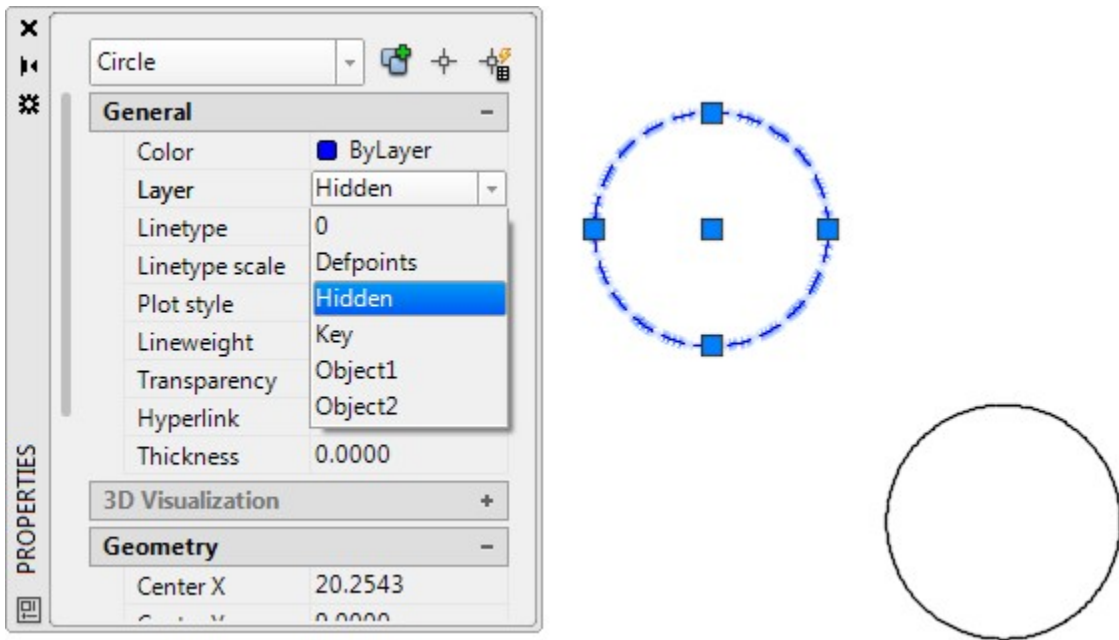 Circle
General
Color ByLayer
Layer Hidden
Linetype 0
Linetype scale Defpoints
Plot style Hidden
Lineweight Key
Transparency Object1
Hyperlink Object2
Thickness 0.0000
3D Visualization
Geometry
Center X 20.2543
PROPERTIES